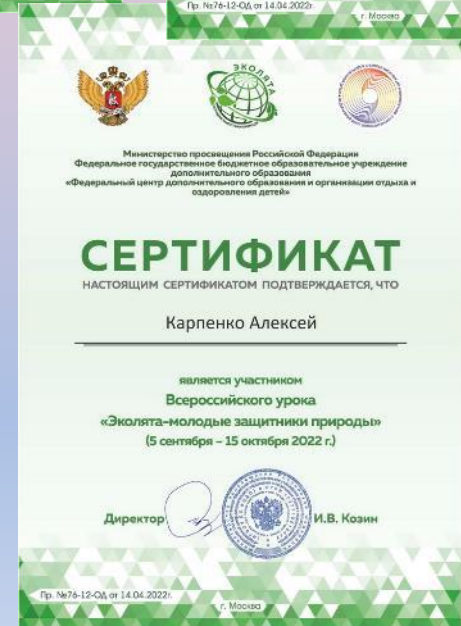 Пр. №76-12-ОД от 14.04.2022г.
г. Москва
ЭКОЛЯТА
Министерство просвещения Российской Федерации
Федеральное государственное бюджетное образовательное учреждение
дополнительного образования
«Федеральный центр дополнительного образования и организации отдыха и
оздоровления детей»
СЕРТИФИКАТ
НАСТОЯЩИМ СЕРТИФИКАТОМ ПОДТВЕРЖДАЕТСЯ, ЧТО
Карпенко Алексей
является участником
Всероссийского урока
«Эколята-молодые защитники природы»
(5 сентября – 15 октября 2022 г.)
Директор
И.В. Козин
Пр. №76-12-ОД от 14.04.2022г.
г. Москва